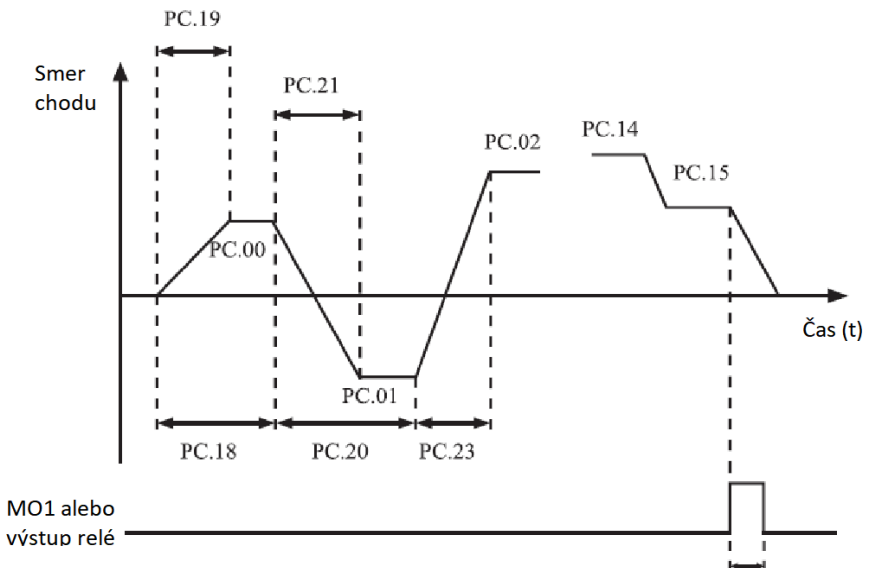 PC.19
Smer
chodu
PC.21
PC.02
PC.14
PC.15
PC.00
Čas (t)
PC.01
PC.18
PC.20
PC.23
MO1 alebo
výstup relé